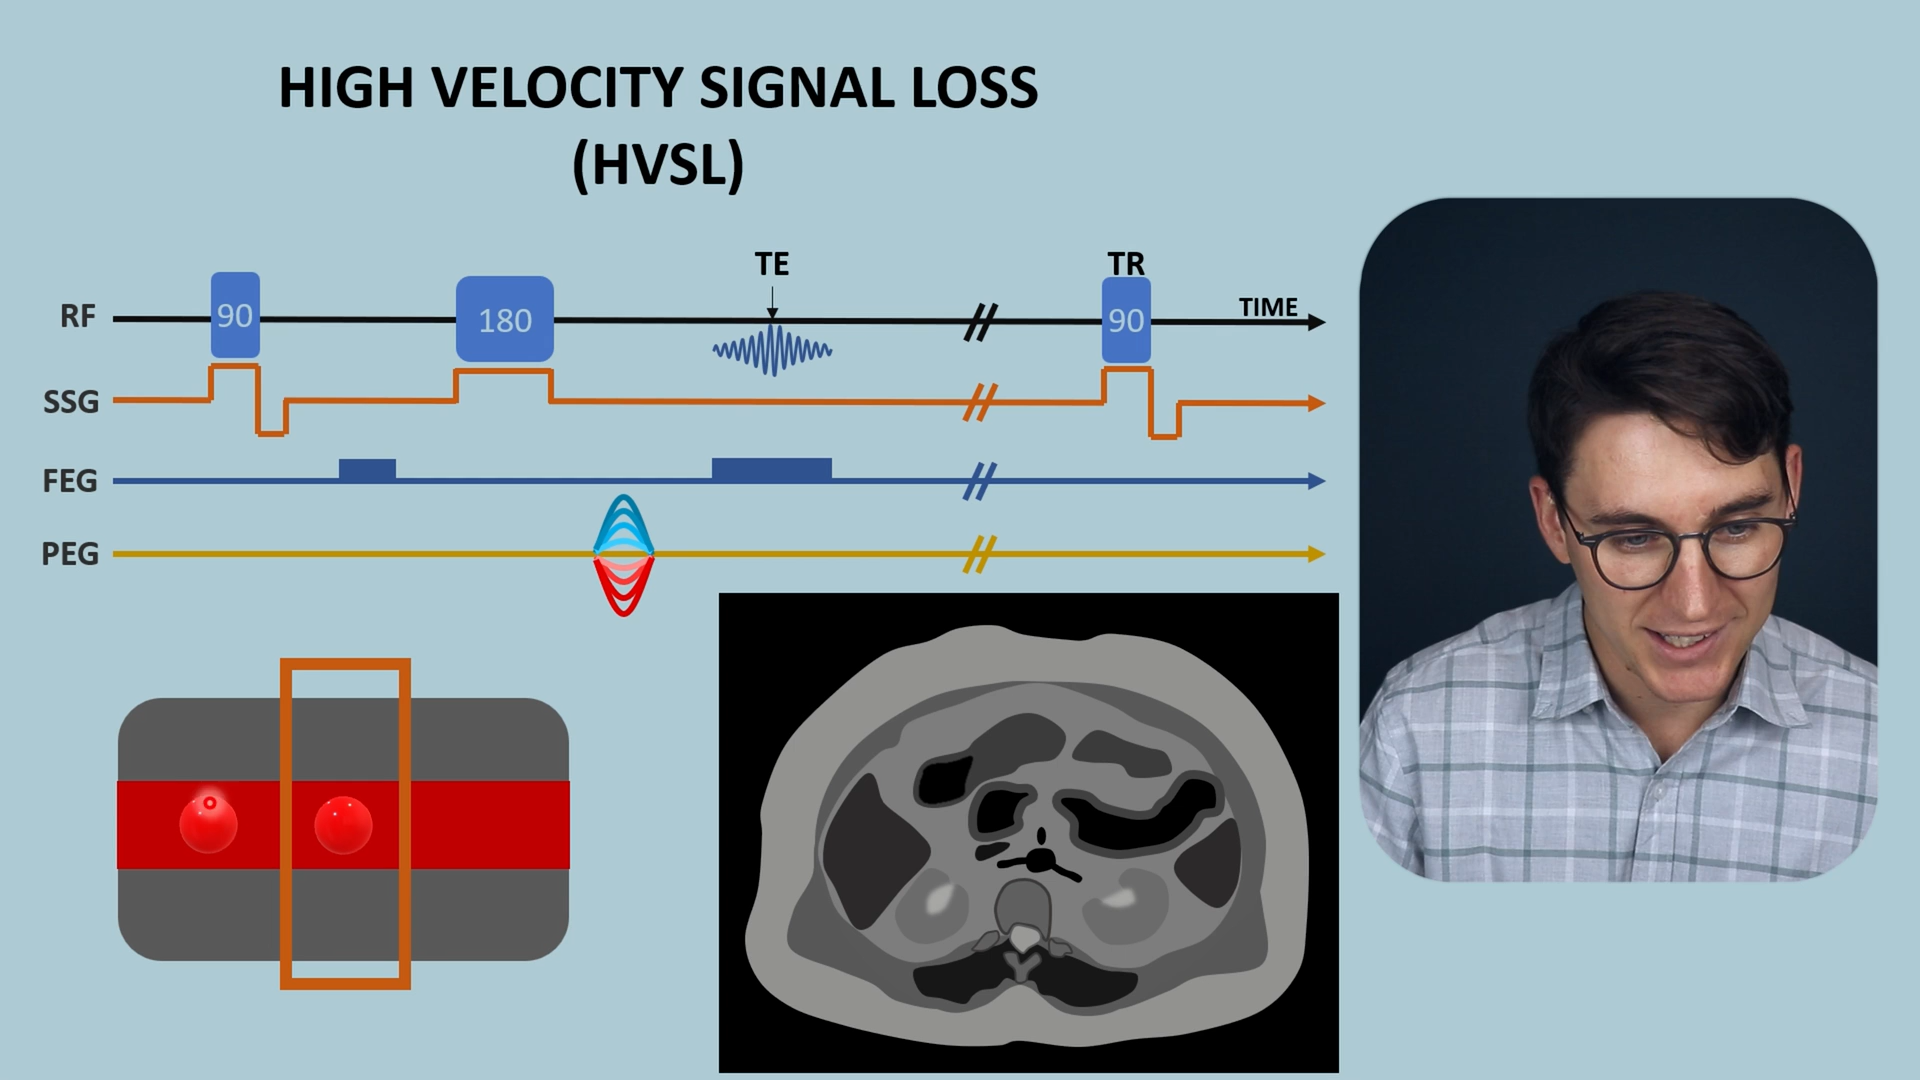 HIGH VELOCITY SIGNAL LOSS
(HVSL)
TE
TR
RF
90
180
90
TIME
SSG
FEG
PEG